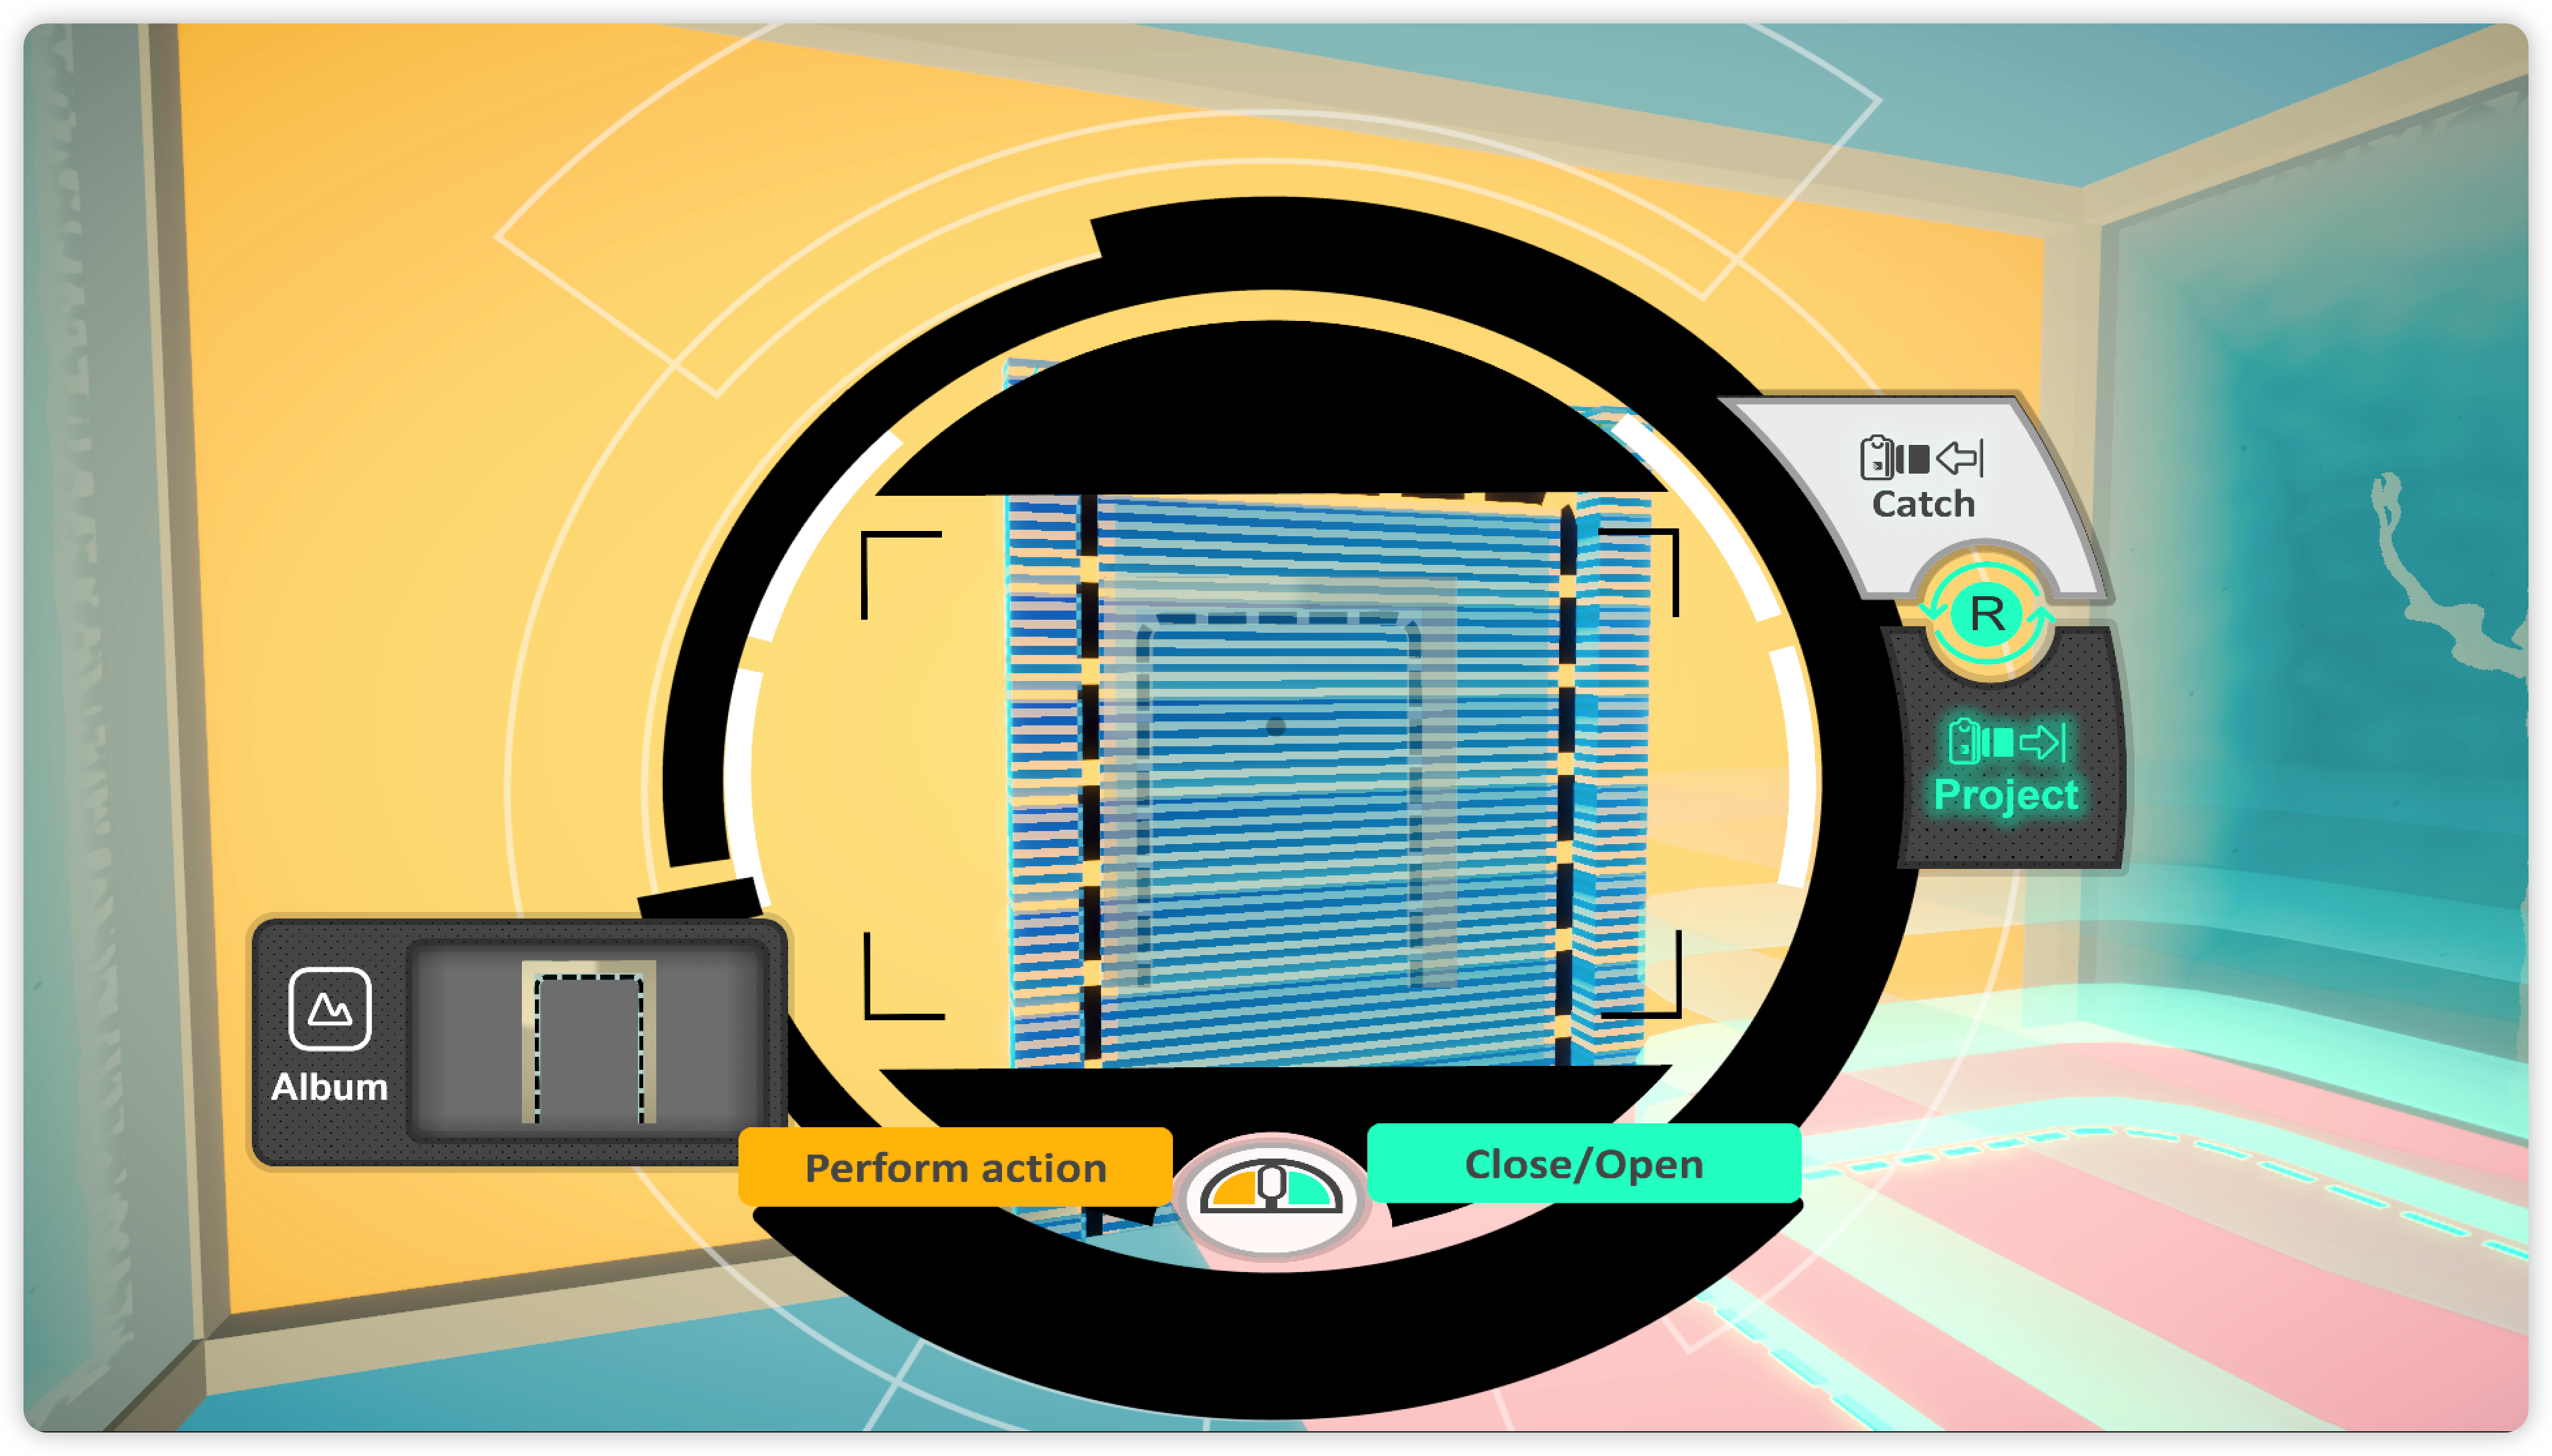 Catch
R
Project
Album
Perform action
Close/Open